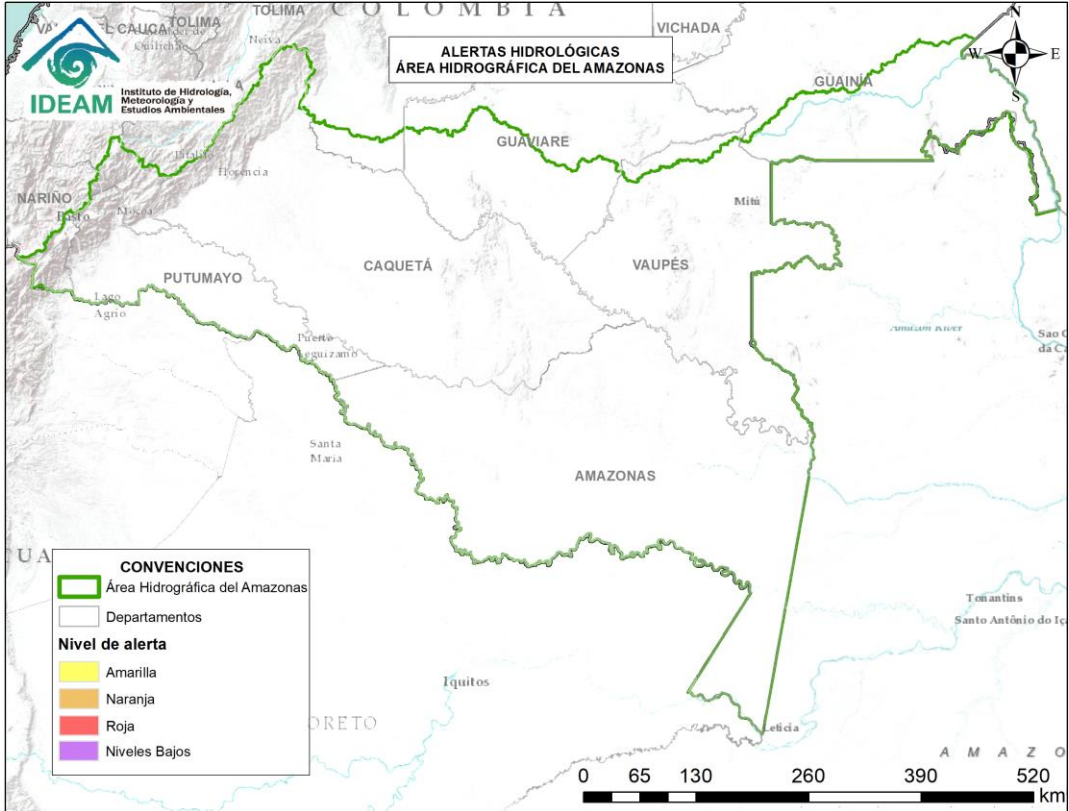 COLOMBIA
TOLIMA
CAUCA
TOLIMA
Neiva
VICHADA
N
W
E
S
ALERTAS HIDROLÓGICAS
ÁREA HIDROGRÁFICA DEL AMAZONAS
IDEAM
Instituto de Hidrología,
Meteorología y
Estudios Ambientales
GUAINÍA
GUAVIARE
Pitalito
Florencia
NARIÑO
Pasto
Mocoa
Mitú
CAQUETÁ
VAUPÉS
PUTUMAYO
Lago
Agrio
Puerto
Leguizamo
Santa
Maria
AMAZONAS
Tonantins
Santo Antônio do Iça
Iquitos
Leticia
CONVENCIONES
Área Hidrográfica del Amazonas
Departamentos
Nivel de alerta
Amarilla
Naranja
Roja
Niveles Bajos
ORETO
A M A Z O
0 65 130 260 390 520
km